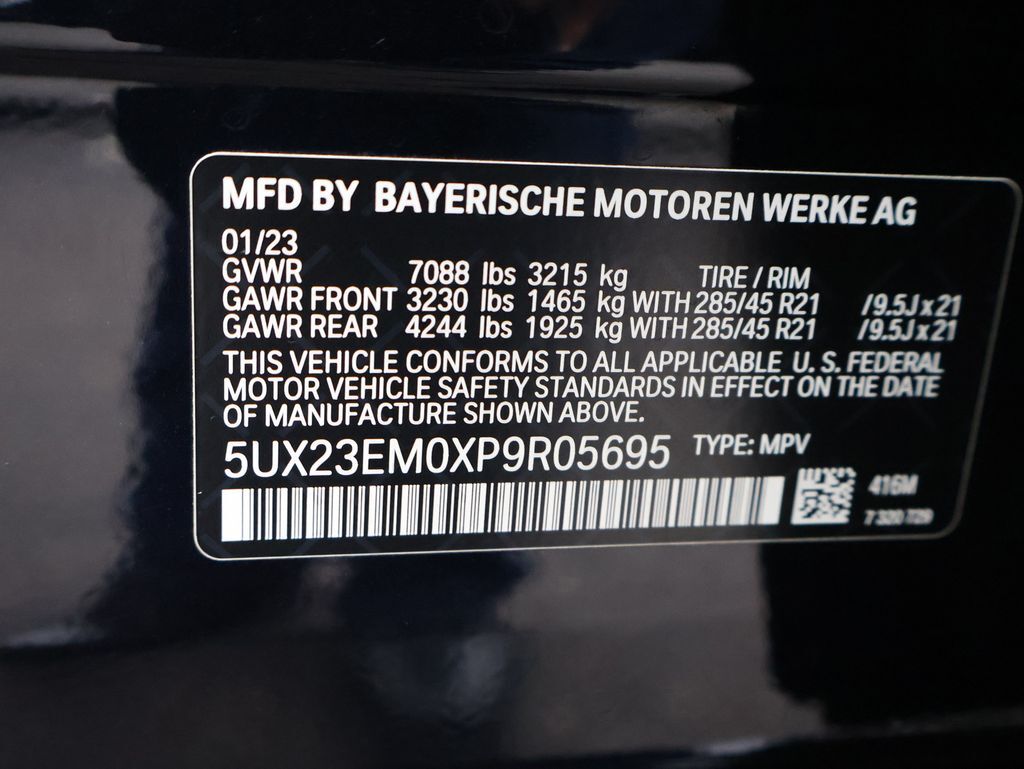 MFD BY BAYERISCHE MOTOREN WERKE AG
01/23
GVWR 7088 lbs 3215 kg TIRE / RIM
GAWR FRONT 3230 lbs 1465 kg WITH 285/45 R21 /9.5J x 21
GAWR REAR 4244 lbs 1925 kg WITH 285/45 R21 /9.5J x 21
THIS VEHICLE CONFORMS TO ALL APPLICABLE U. S. FEDERAL
MOTOR VEHICLE SAFETY STANDARDS IN EFFECT ON THE DATE
OF MANUFACTURE SHOWN ABOVE.
5UX23EM0XP9R05695 TYPE: MPV
416M
7 320 729